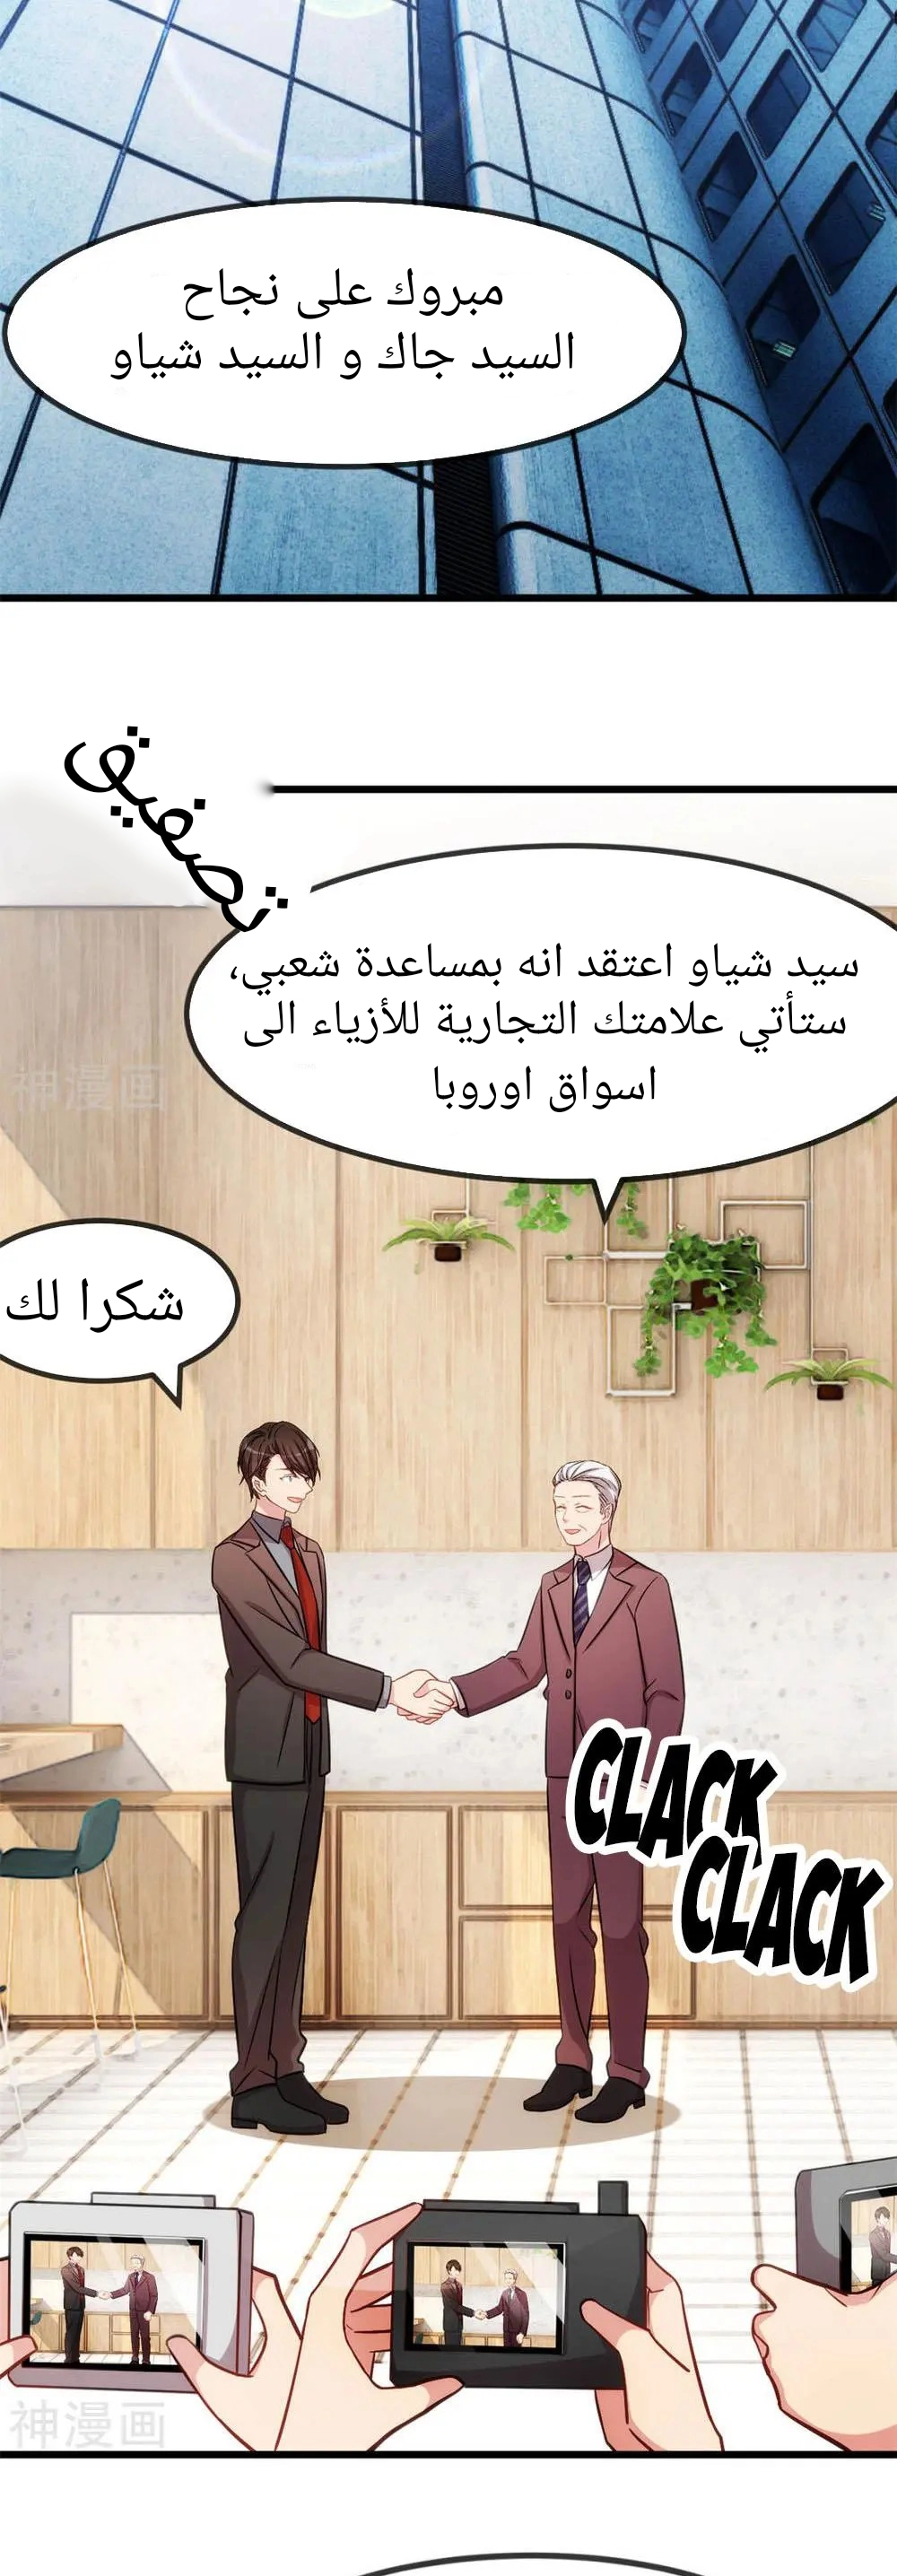 مبروك على نجاح
السيد جاك و السيد شياو
تصفيق
سيد شياو اعتقد انه بمساعدة شعبي،
ستأتي علامتك التجارية للأزياء الى
اسواق اوروبا
神漫画
شكرا لك
CLACK
CLACK
神漫画